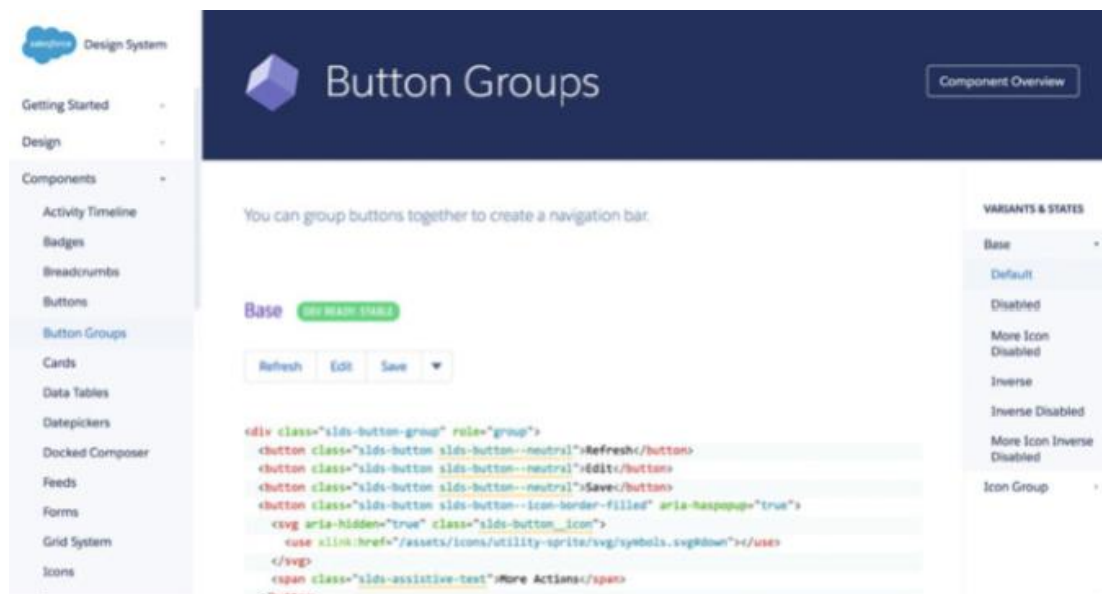 salesforce
Design System
Getting Started
Design
Components
Activity Timeline
Badges
Breadcrumbs
Buttons
Button Groups
Cards
Data Tables
Datepickers
Docked Composer
Feeds
Forms
Grid System
Icons
Button Groups
Component Overview
You can group buttons together to create a navigation bar.
Base DEV READY STABLE
Refresh Edit Save
<div class="slds-button-group" role="group">
<button class="slds-button slds-button--neutral">Refresh</button>
<button class="slds-button slds-button--neutral">Edit</button>
<button class="slds-button slds-button--neutral">Save</button>
<button class="slds-button slds-button--icon-border-filled" aria-haspopup="true">
<svg aria-hidden="true" class="slds-button__icon">
<use xlink:href="/assets/icons/utility-sprite/svg/symbols.svg#down"></use>
</svg>
<span class="slds-assistive-text">More Actions</span>
VARIANTS & STATES
Base
Default
Disabled
More Icon
Disabled
Inverse
Inverse Disabled
More Icon Inverse
Disabled
Icon Group